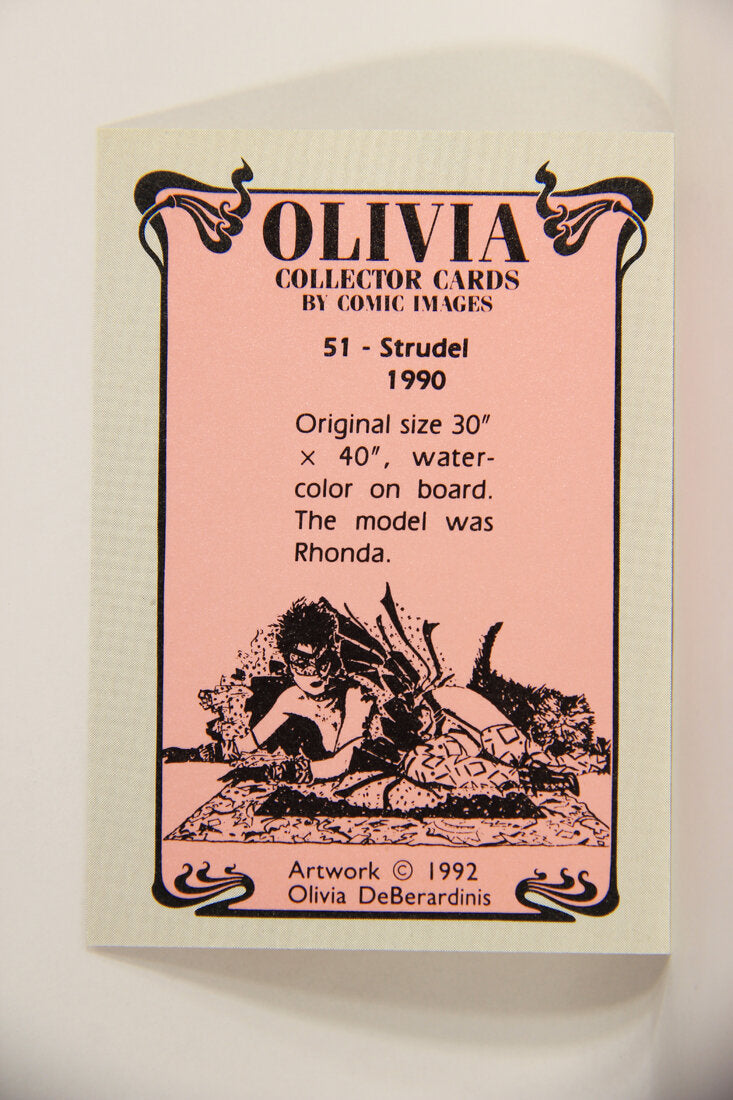 OLIVIA
COLLECTOR CARDS
BY COMIC IMAGES
51 - Strudel
1990
Original size 30"
× 40", water-
color on board.
The model was
Rhonda.
Artwork © 1992
Olivia DeBerardinis